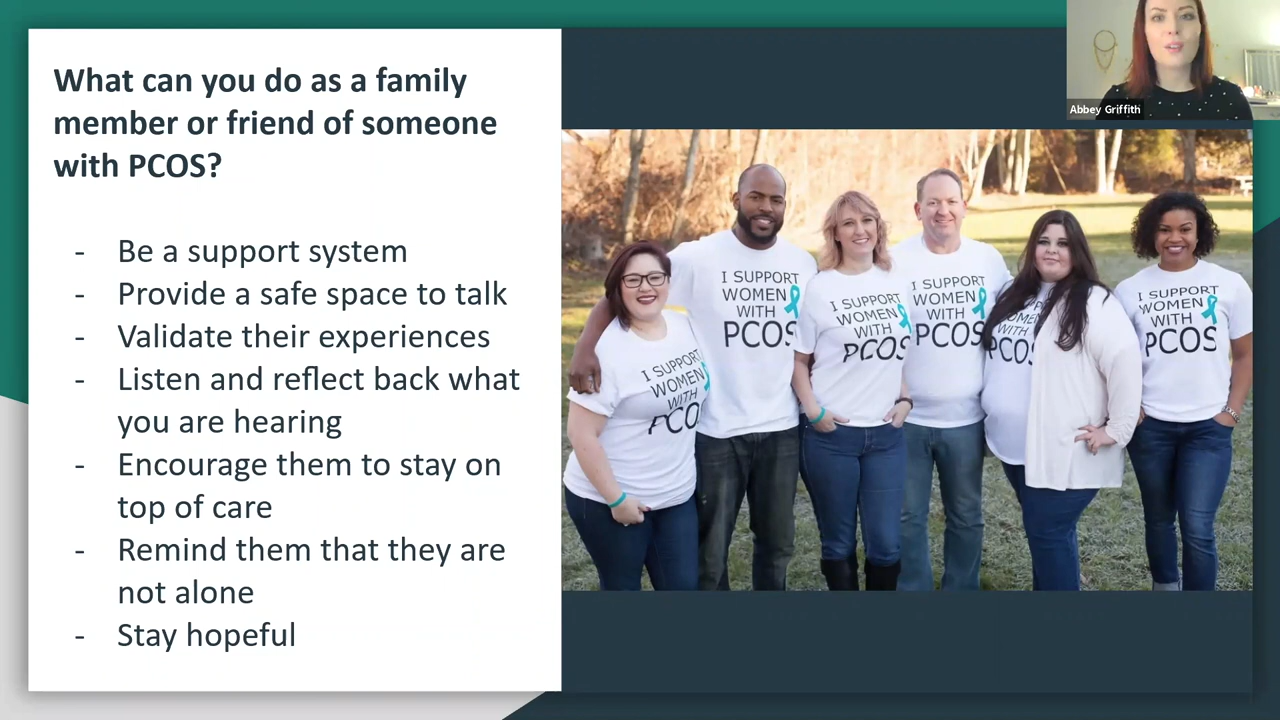 What can you do as a family
member or friend of someone
with PCOS?
- Be a support system
- Provide a safe space to talk
- Validate their experiences
- Listen and reflect back what
you are hearing
- Encourage them to stay on
top of care
- Remind them that they are
not alone
- Stay hopeful
Abbey Griffith
I SUPPORT
WOMEN
WITH
PCO
I SUPPORT
WOMEN
WITH
PCOS
I SUPPORT
WOMEN
WITH
PCOS
I SUPPORT
WOMEN
WITH
PCOS
WOMEN
WITH
PCOS
I SUPPORT
WOMEN
WITH
PCOS